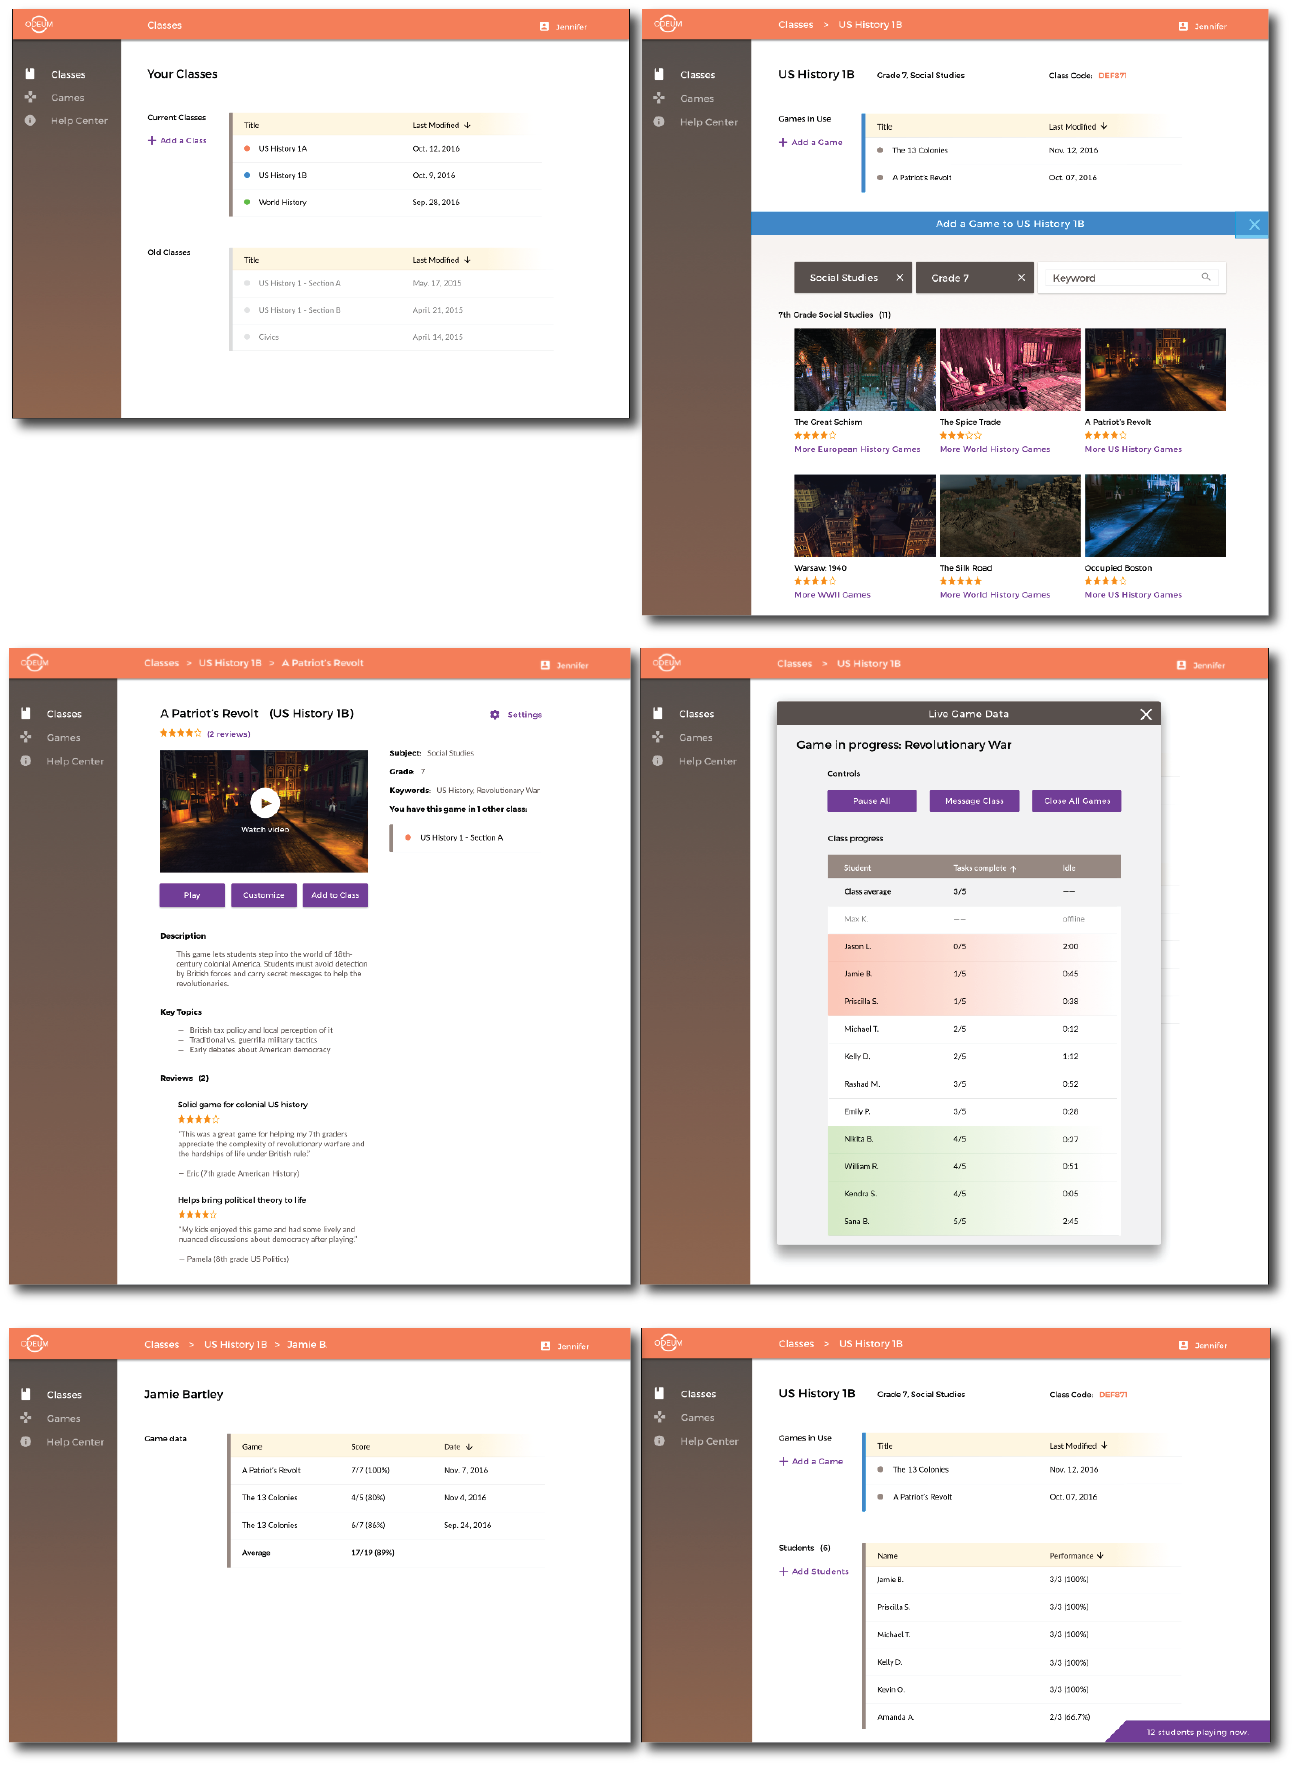 ODEUM
Classes
Jennifer
Classes
Games
Help Center
Your Classes
Current Classes
+ Add a Class
Title Last Modified ↓
US History 1A Oct. 12, 2016
US History 1B Oct. 9, 2016
World History Sep. 28, 2016
Old Classes
Title Last Modified ↓
US History 1 - Section A May. 17, 2015
US History 1 - Section B April. 21, 2015
Civics April. 14, 2015
ODEUM
Classes > US History 1B
Jennifer
Classes
Games
Help Center
US History 1B Grade 7, Social Studies Class Code: DEF871
Games in Use
+ Add a Game
Title Last Modified ↓
The 13 Colonies Nov. 12, 2016
A Patriot's Revolt Oct. 07, 2016
Add a Game to US History 1B
Social Studies × Grade 7 × Keyword
7th Grade Social Studies (11)
The Great Schism The Spice Trade A Patriot's Revolt
More European History Games More World History Games More US History Games
Warsaw: 1940 The Silk Road Occupied Boston
More WWII Games More World History Games More US History Games
ODEUM
Classes > US History 1B > A Patriot's Revolt
Jennifer
Classes
Games
Help Center
A Patriot's Revolt (US History 1B)
Settings
(2 reviews)
Watch video
Subject: Social Studies
Grade: 7
Keywords: US History, Revolutionary War
You have this game in 1 other class:
US History 1 - Section A
Play Customize Add to Class
Description
This game lets students step into the world of 18th-
century colonial America. Students must avoid detection
by British forces and carry secret messages to help the
revolutionaries.
Key Topics
— British tax policy and local perception of it
— Traditional vs. guerrilla military tactics
— Early debates about American democracy
Reviews (2)
Solid game for colonial US history
"This was a great game for helping my 7th graders
appreciate the complexity of revolutionary warfare and
the hardships of life under British rule."
— Eric (7th grade American History)
Helps bring political theory to life
"My kids enjoyed this game and had some lively and
nuanced discussions about democracy after playing."
— Pamela (8th grade US Politics)
ODEUM
Classes > US History 1B
Jennifer
Classes
Games
Help Center
Live Game Data
Game in progress: Revolutionary War
Controls
Pause All Message Class Close All Games
Class progress
Student Tasks complete ↑ Idle
Class average 3/5 ——
Max K. —— offline
Jason L. 0/5 2:00
Jamie B. 1/5 0:45
Priscilla S. 1/5 0:38
Michael T. 2/5 0:12
Kelly D. 2/5 1:12
Rashad M. 3/5 0:52
Emily P. 3/5 0:28
Nikita B. 4/5 0:27
William R. 4/5 0:51
Kendra S. 4/5 0:05
Sana B. 5/5 2:45
ODEUM
Classes > US History 1B > Jamie B.
Jennifer
Classes
Games
Help Center
Jamie Bartley
Game data
Game Score Date ↓
A Patriot's Revolt 7/7 (100%) Nov. 7, 2016
The 13 Colonies 4/5 (80%) Nov 4, 2016
The 13 Colonies 6/7 (86%) Sep. 24, 2016
Average 17/19 (89%)
ODEUM
Classes > US History 1B
Jennifer
Classes
Games
Help Center
US History 1B Grade 7, Social Studies Class Code: DEF871
Games in Use
+ Add a Game
Title Last Modified ↓
The 13 Colonies Nov. 12, 2016
A Patriot's Revolt Oct. 07, 2016
Students (6)
+ Add Students
Name Performance ↓
Jamie B. 3/3 (100%)
Priscilla S. 3/3 (100%)
Michael T. 3/3 (100%)
Kelly D. 3/3 (100%)
Kevin O. 3/3 (100%)
Amanda A. 2/3 (66.7%)
12 students playing now.